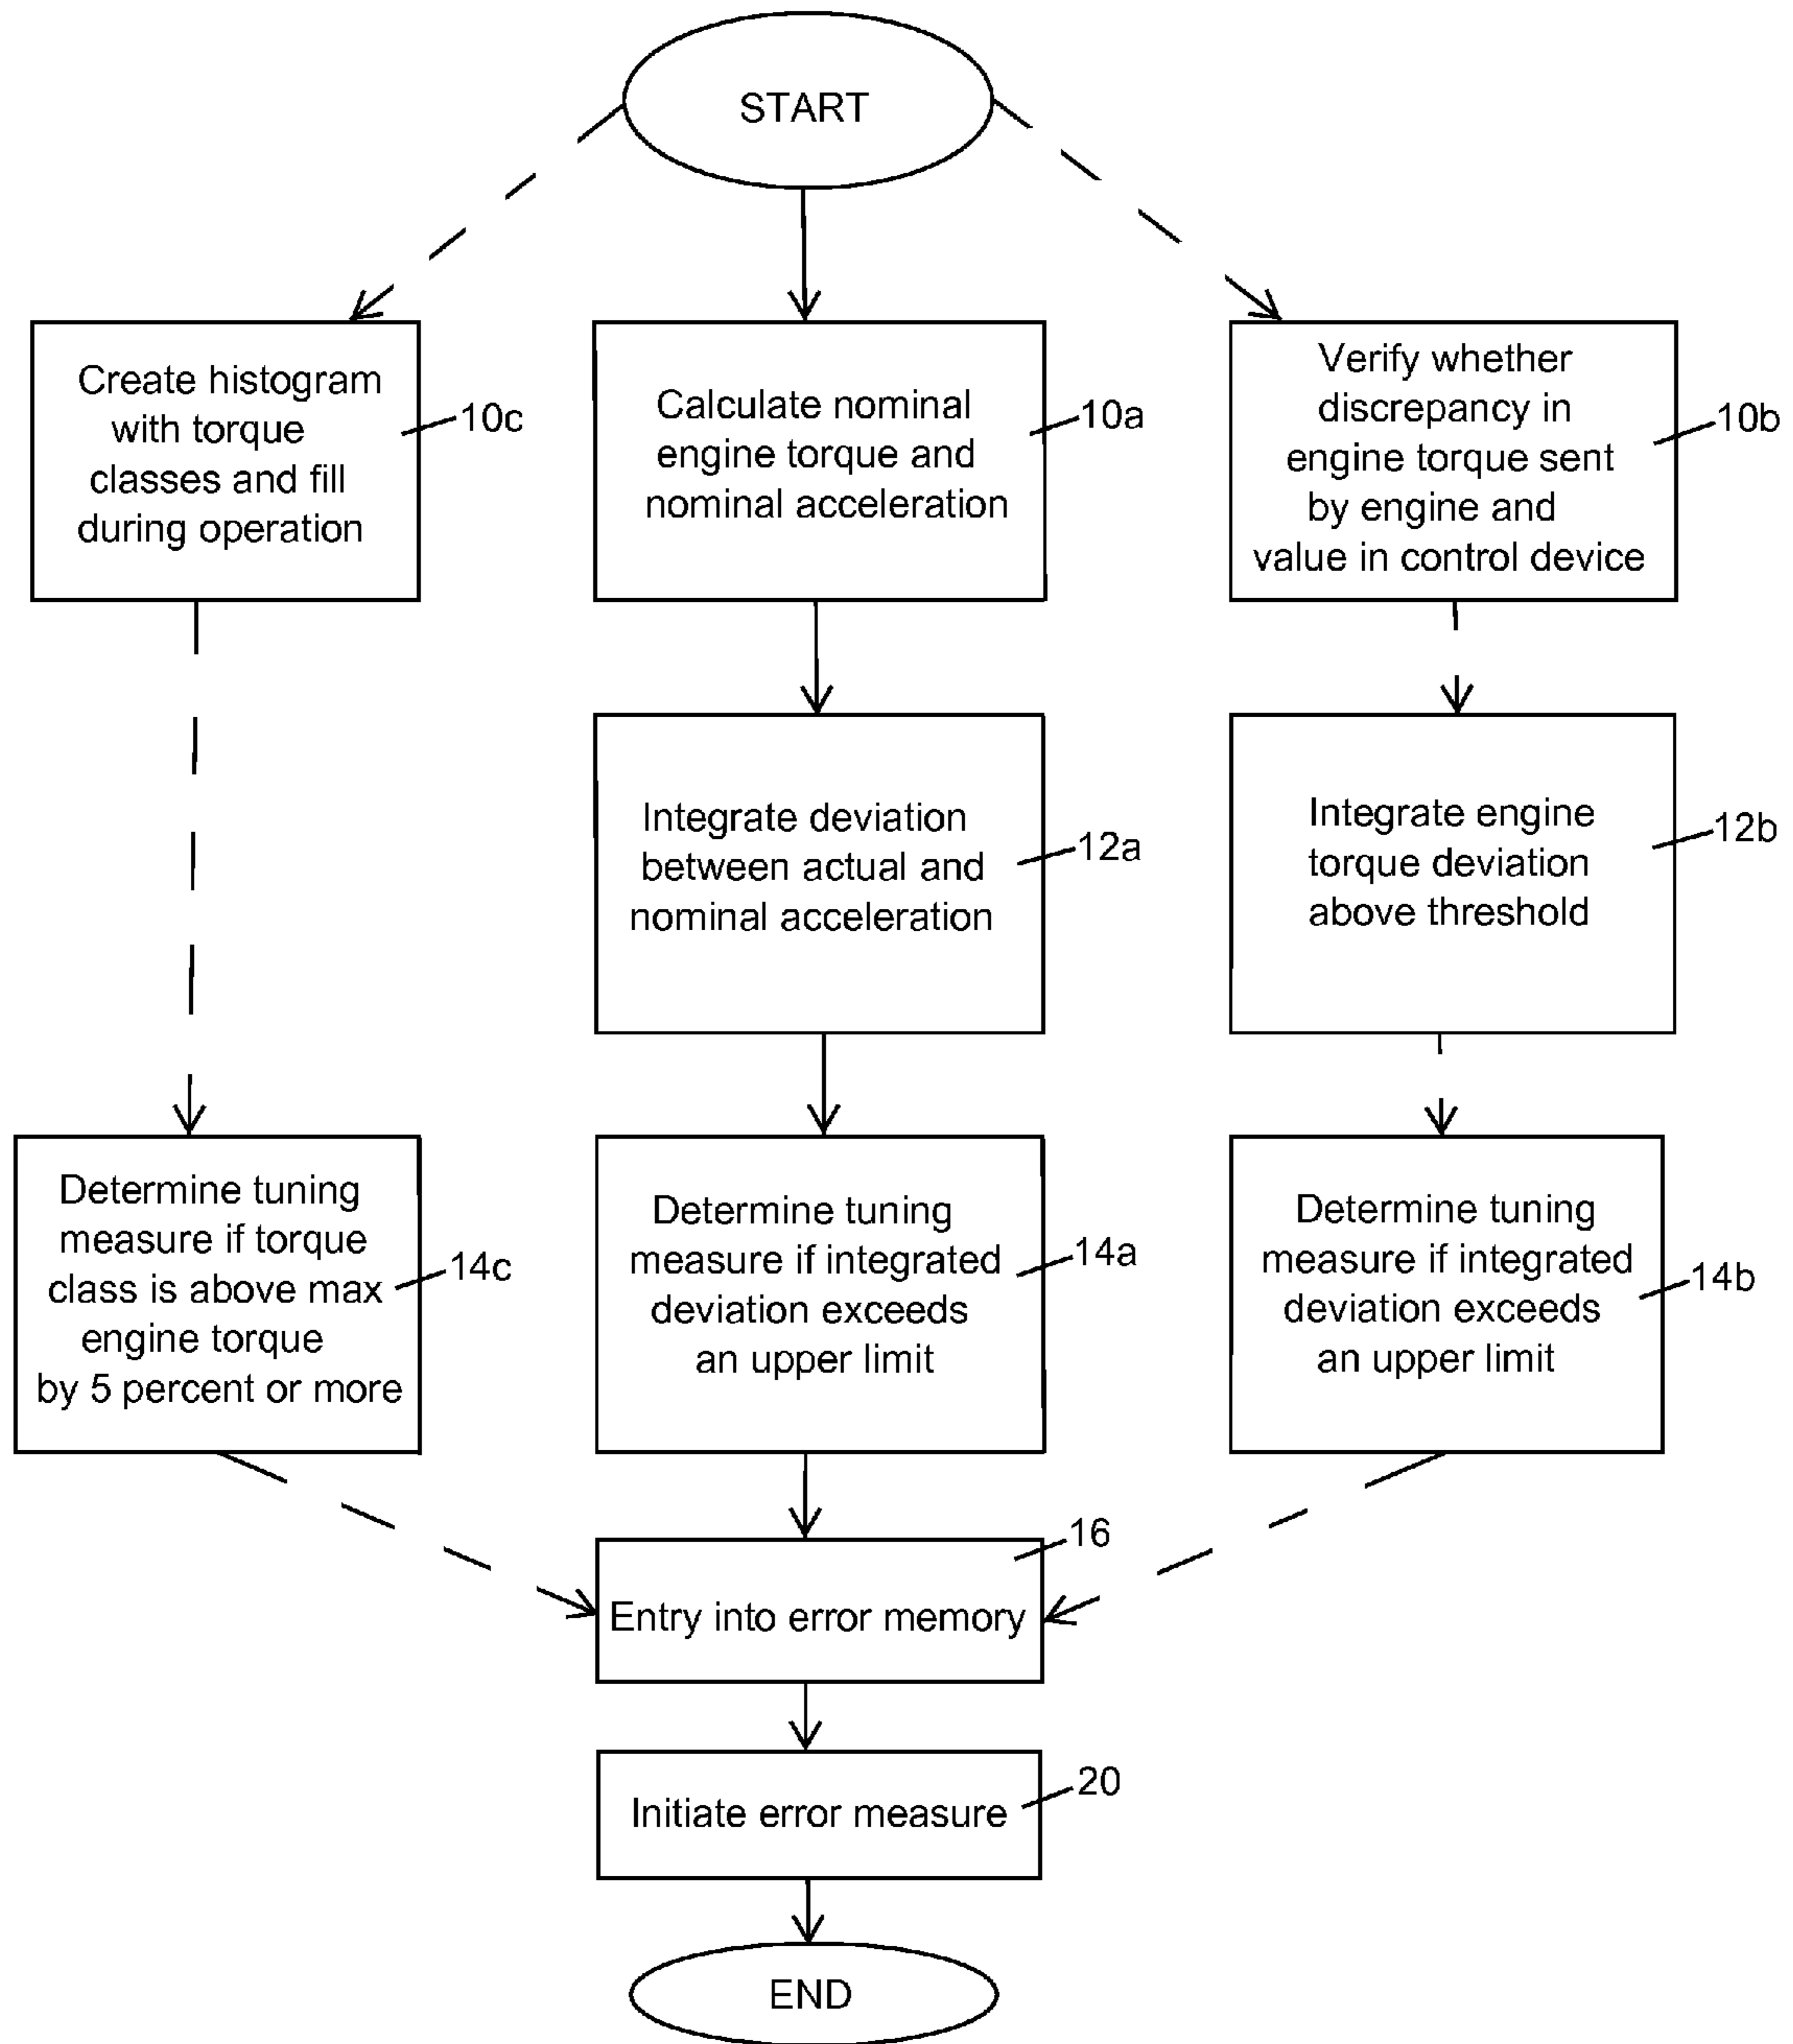 START
Create histogram
with torque
classes and fill
during operation
10c
Calculate nominal
engine torque and
nominal acceleration
10a
Verify whether
discrepancy in
engine torque sent
by engine and
value in control device
10b
Integrate deviation
between actual and
nominal acceleration
12a
Integrate engine
torque deviation
above threshold
12b
Determine tuning
measure if torque
class is above max
engine torque
by 5 percent or more
14c
Determine tuning
measure if integrated
deviation exceeds
an upper limit
14a
Determine tuning
measure if integrated
deviation exceeds
an upper limit
14b
16
Entry into error memory
20
Initiate error measure
END